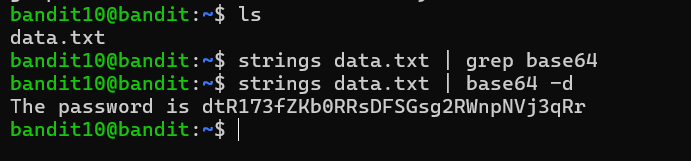 bandit10@bandit:~$ ls
data.txt
bandit10@bandit:~$ strings data.txt | grep base64
bandit10@bandit:~$ strings data.txt | base64 -d
The password is dtR173fZKb0RRsDFSGsg2RWnpNVj3qRr
bandit10@bandit:~$